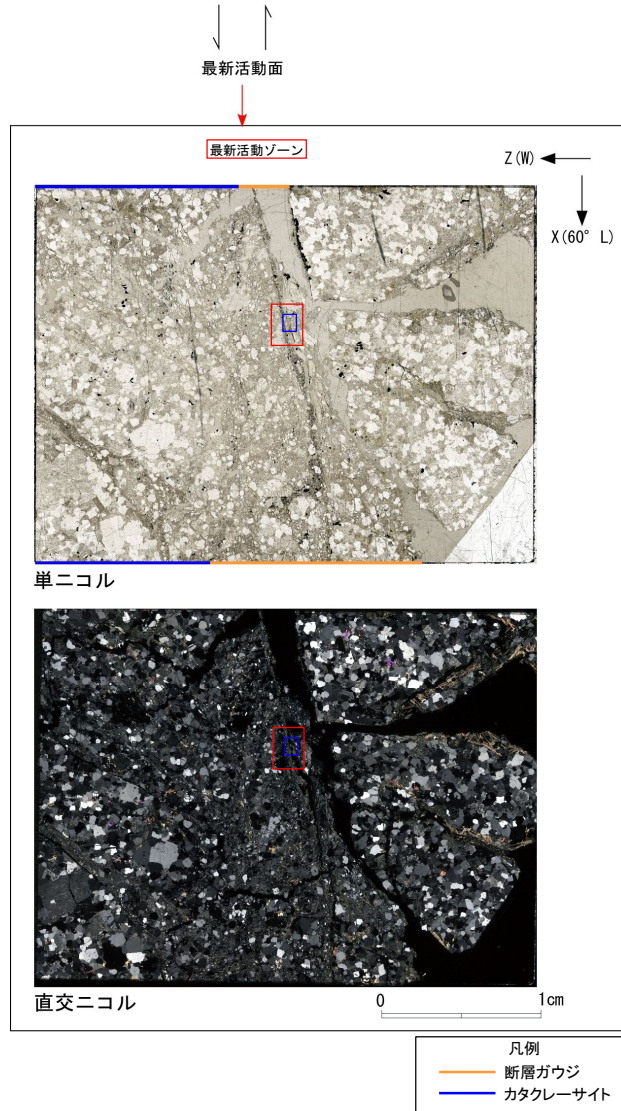 最新活動面
最新活動ゾーン
Z(W)
X(60° L)
単ニコル
直交ニコル
0 1cm
凡例
断層ガウジ
カタクレーサイト